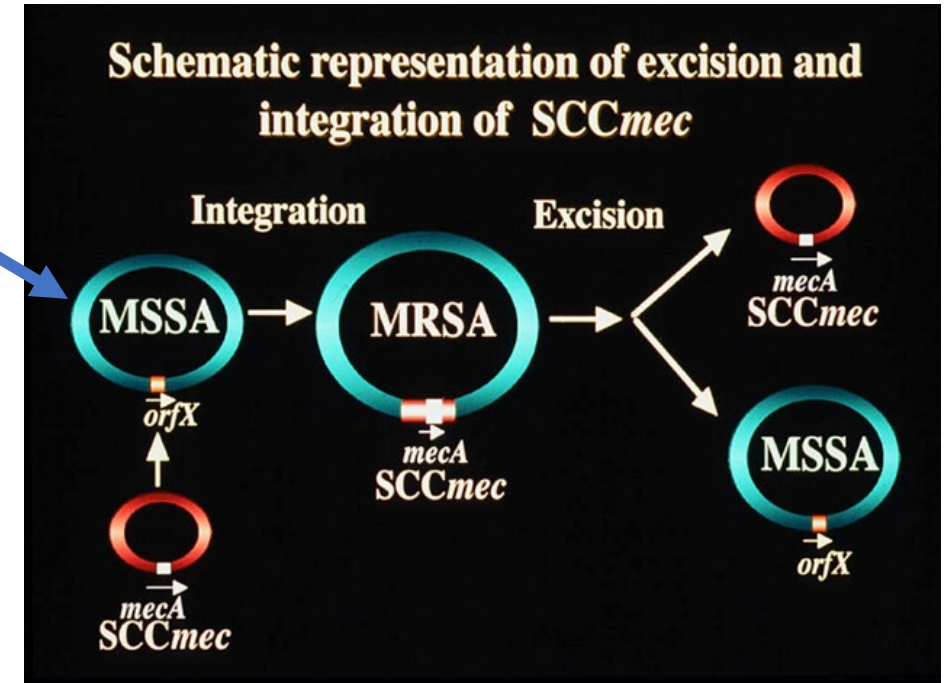 Schematic representation of excision and
integration of SCCmec
Integration
Excision
MSSA
orfX
mecA
SCCmec
MRSA
mecA
SCCmec
mecA
SCCmec
MSSA
orfX